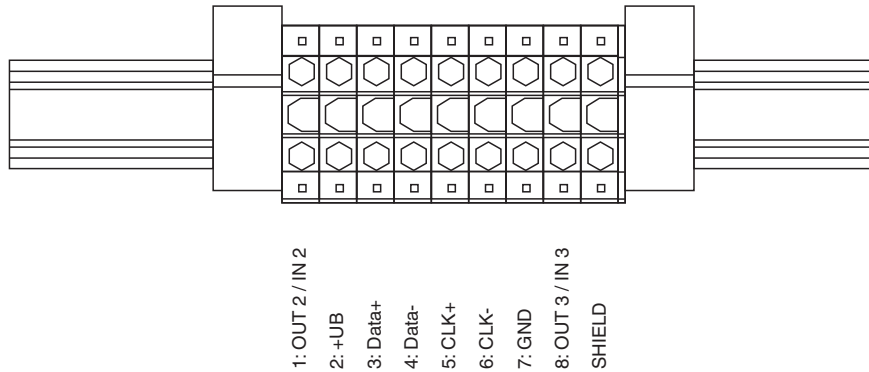 1: OUT 2 / IN 2
2: +UB
3: Data+
4: Data-
5: CLK+
6: CLK-
7: GND
8: OUT 3 / IN 3
SHIELD